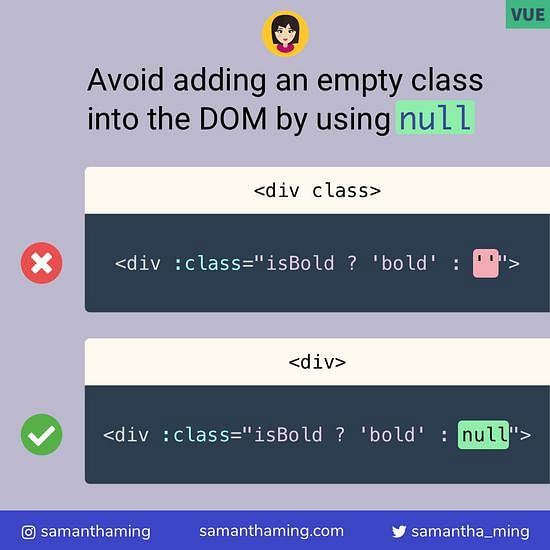 VUE
Avoid adding an empty class
into the DOM by using null
<div class>
<div :class="isBold ? 'bold' : ''">
<div>
<div :class="isBold ? 'bold' : null">
samanthaming samanthaming.com samantha_ming